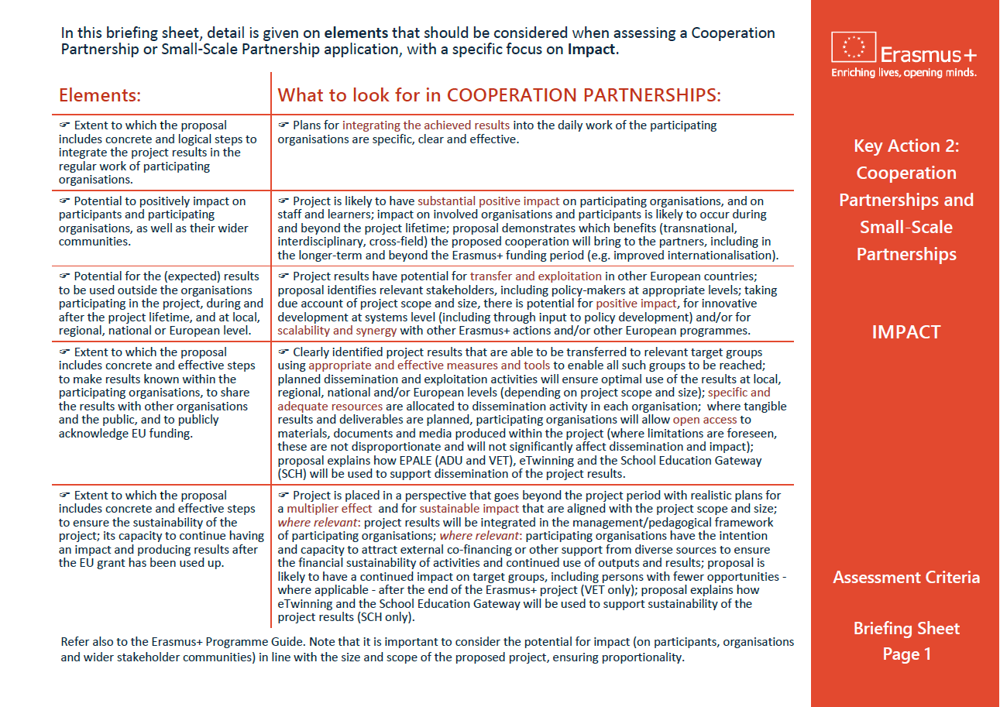 In this briefing sheet, detail is given on elements that should be considered when assessing a Cooperation
Partnership or Small-Scale Partnership application, with a specific focus on Impact.
Elements:
What to look for in COOPERATION PARTNERSHIPS:
☞ Extent to which the proposal
includes concrete and logical steps to
integrate the project results in the
regular work of participating
organisations.
☞ Plans for integrating the achieved results into the daily work of the participating
organisations are specific, clear and effective.
☞ Potential to positively impact on
participants and participating
organisations, as well as their wider
communities.
☞ Project is likely to have substantial positive impact on participating organisations, and on
staff and learners; impact on involved organisations and participants is likely to occur during
and beyond the project lifetime; proposal demonstrates which benefits (transnational,
interdisciplinary, cross-field) the proposed cooperation will bring to the partners, including in
the longer-term and beyond the Erasmus+ funding period (e.g. improved internationalisation).
☞ Potential for the (expected) results
to be used outside the organisations
participating in the project, during and
after the project lifetime, and at local,
regional, national or European level.
☞ Project results have potential for transfer and exploitation in other European countries;
proposal identifies relevant stakeholders, including policy-makers at appropriate levels; taking
due account of project scope and size, there is potential for positive impact, for innovative
development at systems level (including through input to policy development) and/or for
scalability and synergy with other Erasmus+ actions and/or other European programmes.
☞ Extent to which the proposal
includes concrete and effective steps
to make results known within the
participating organisations, to share
the results with other organisations
and the public, and to publicly
acknowledge EU funding.
☞ Clearly identified project results that are able to be transferred to relevant target groups
using appropriate and effective measures and tools to enable all such groups to be reached;
planned dissemination and exploitation activities will ensure optimal use of the results at local,
regional, national and/or European levels (depending on project scope and size); specific and
adequate resources are allocated to dissemination activity in each organisation; where tangible
results and deliverables are planned, participating organisations will allow open access to
materials, documents and media produced within the project (where limitations are foreseen,
these are not disproportionate and will not significantly affect dissemination and impact);
proposal explains how EPALE (ADU and VET), eTwinning and the School Education Gateway
(SCH) will be used to support dissemination of the project results.
☞ Extent to which the proposal
includes concrete and effective steps
to ensure the sustainability of the
project; its capacity to continue having
an impact and producing results after
the EU grant has been used up.
☞ Project is placed in a perspective that goes beyond the project period with realistic plans for
a multiplier effect and for sustainable impact that are aligned with the project scope and size;
where relevant: project results will be integrated in the management/pedagogical framework
of participating organisations; where relevant: participating organisations have the intention
and capacity to attract external co-financing or other support from diverse sources to ensure
the financial sustainability of activities and continued use of outputs and results; proposal is
likely to have a continued impact on target groups, including persons with fewer opportunities -
where applicable - after the end of the Erasmus+ project (VET only); proposal explains how
eTwinning and the School Education Gateway will be used to support sustainability of the
project results (SCH only).
Refer also to the Erasmus+ Programme Guide. Note that it is important to consider the potential for impact (on participants, organisations
and wider stakeholder communities) in line with the size and scope of the proposed project, ensuring proportionality.
Erasmus+
Enriching lives, opening minds.
Key Action 2:
Cooperation
Partnerships and
Small-Scale
Partnerships
IMPACT
Assessment Criteria
Briefing Sheet
Page 1